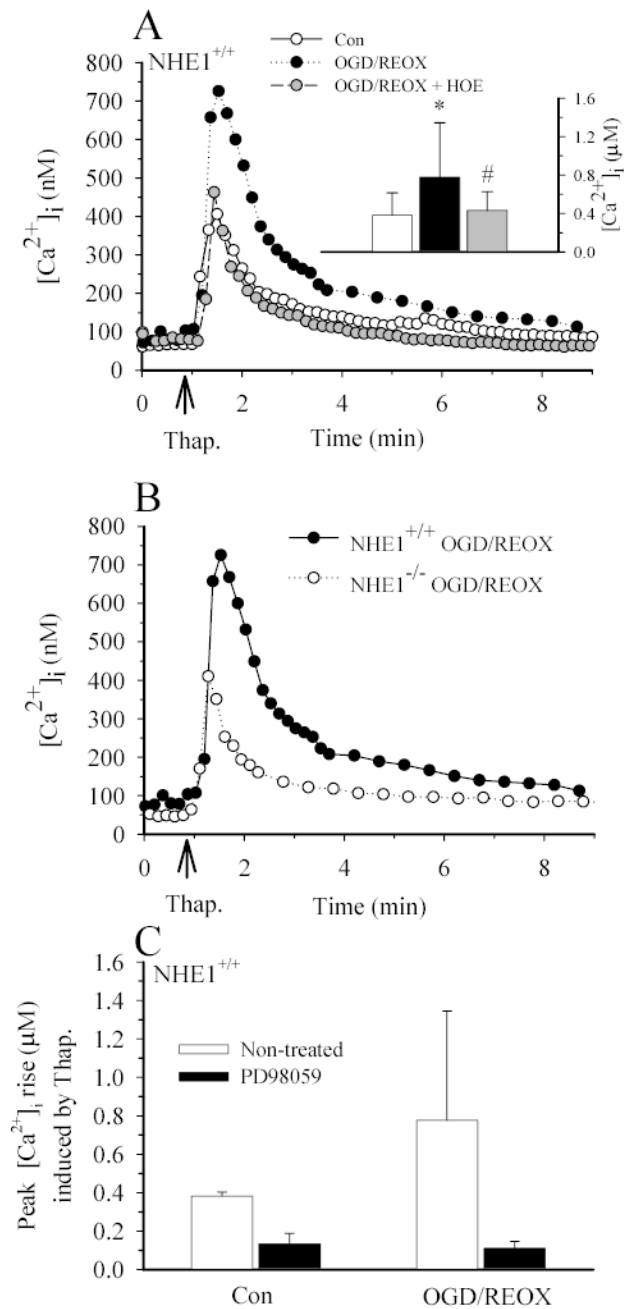 A
NHE1+/+
Con
OGD/REOX
OGD/REOX + HOE
800
700
600
500
400
300
200
100
0
[Ca2+]i (nM)
*
#
1.6
1.2
0.8
0.4
0.0
[Ca2+]i (μM)
0 2 4 6 8
Thap.
Time (min)
B
NHE1+/+ OGD/REOX
NHE1-/- OGD/REOX
800
700
600
500
400
300
200
100
0
[Ca2+]i (nM)
0 2 4 6 8
Thap.
Time (min)
C
NHE1+/+
Non-treated
PD98059
1.6
1.4
1.2
1.0
0.8
0.6
0.4
0.2
0.0
Peak [Ca2+]i rise (μM)
induced by Thap.
Con OGD/REOX